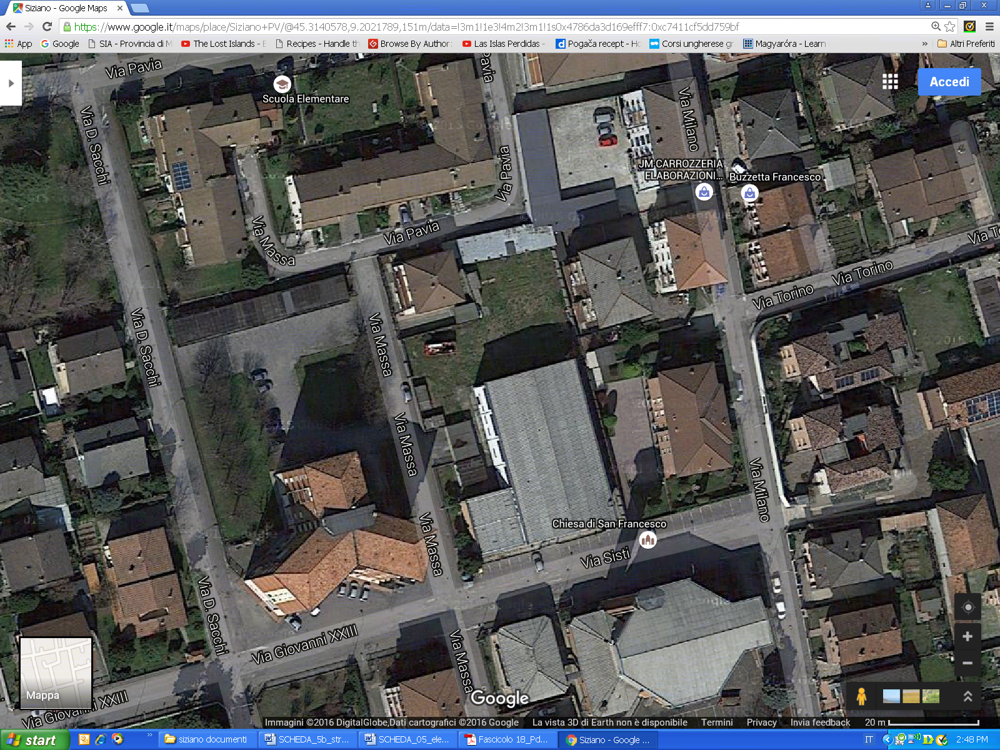 Siziano - Google Maps
https://www.google.it/maps/place/Siziano+PV/@45.3140578,9.2021789,151m/data=!3m1!1e3!4m2!3m1!1s0x4786da3d169efff7:0xc7411cf5dd759bf
App
Google
SIA - Provincia di
The Lost Islands -
Recipes - Handle th
Browse By Author:
Las Islas Perdidas -
Pogača recept - Ho
Corsi ungherese gr
Magyaróra - Learn
»
Altri Preferiti
Via Pavia
Pavia
Scuola Elementare
Accedi
Via Milano
Via D. Sacchi
Via Pavia
JM CARROZZERIA
ELABORAZIONI...
Buzzetta Francesco
Via Massa
Via Pavia
Via To
Via Torino
Via Torino
Via D. Sacchi
Via Massa
Via Massa
Via Milano
Via Massa
Chiesa di San Francesco
Via Sisti
Via D. Sacchi
Via Giovanni XXIII
Via Massa
Mappa
Via Giovanni XXIII
Google
Immagini ©2016 DigitalGlobe,Dati cartografici ©2016 Google
La vista 3D di Earth non è disponibile
Termini
Privacy
Invia feedback
20 m
start
»
siziano documenti
SCHEDA_5b_str...
SCHEDA_05_ele...
Fascicolo 18_Pd...
Siziano - Google ...
IT
2:48 PM